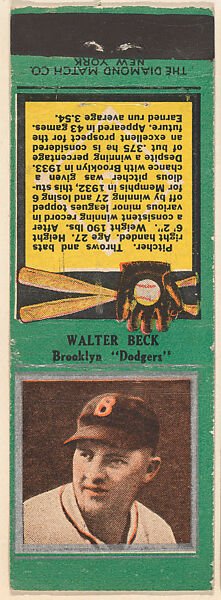 THE DIAMOND MATCH CO.
NEW YORK
Pitcher. Throws and bats
right handed. Age 27. Height
6' 2". Weight 190 lbs. After
a consistent winning record in
various minor leagues topped
off by winning 27 and losing 6
for Memphis in 1932, this stu-
dious pitcher was given a
chance with Brooklyn in 1933.
Despite a winning percentage
of but .375 he is considered
an excellent prospect for the
future. Appeared in 43 games.
Earned run average 3.54.
WALTER BECK
Brooklyn "Dodgers"
B